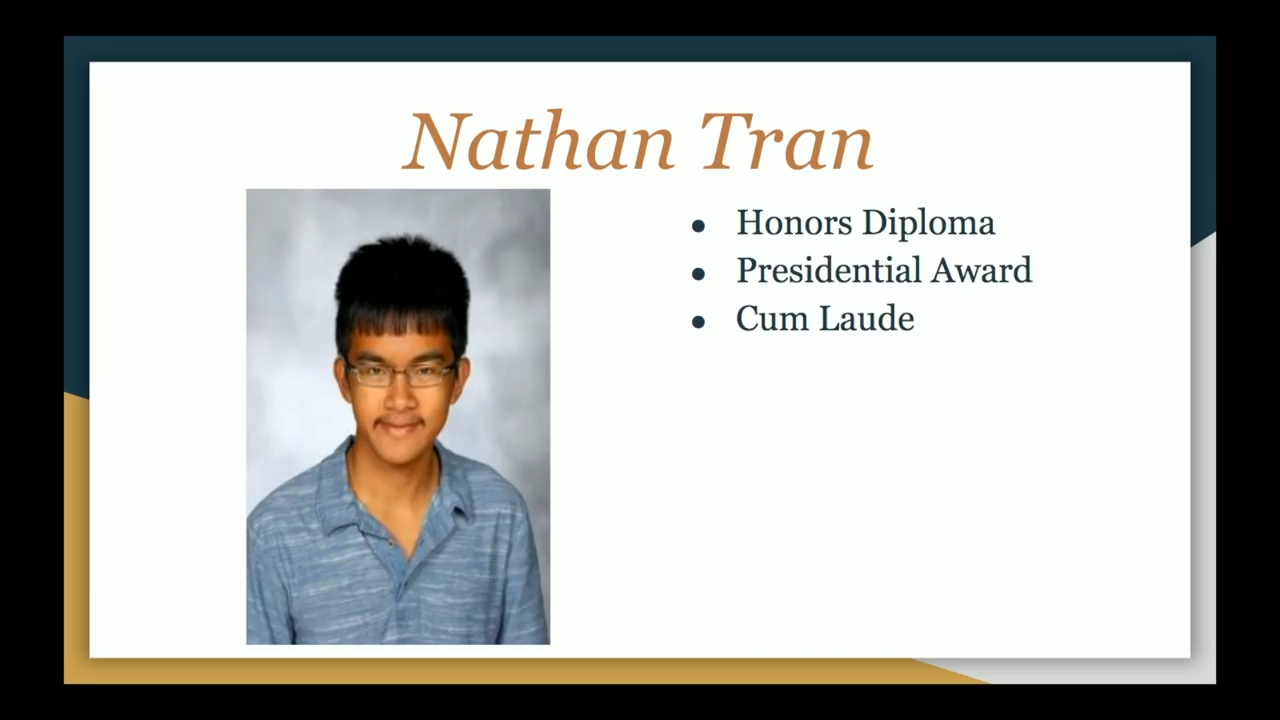 Nathan Tran
● Honors Diploma
● Presidential Award
● Cum Laude